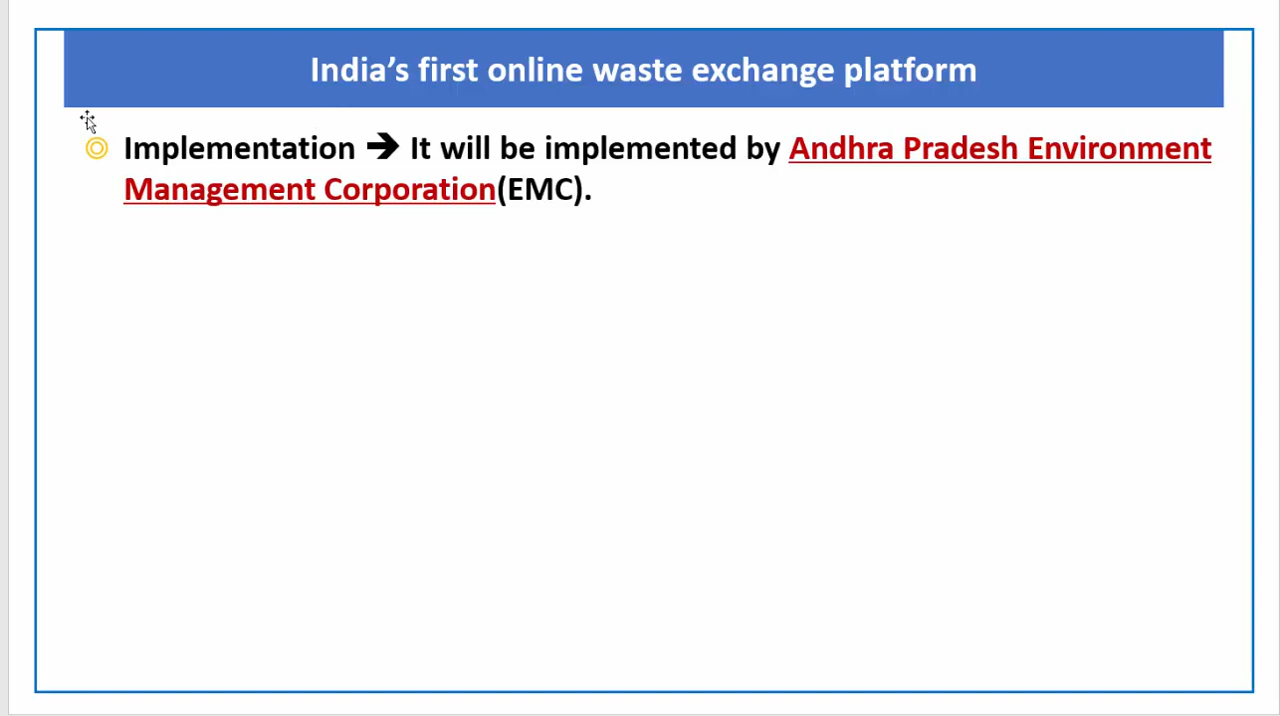 India’s first online waste exchange platform
Implementation ➔ It will be implemented by Andhra Pradesh Environment
Management Corporation(EMC).